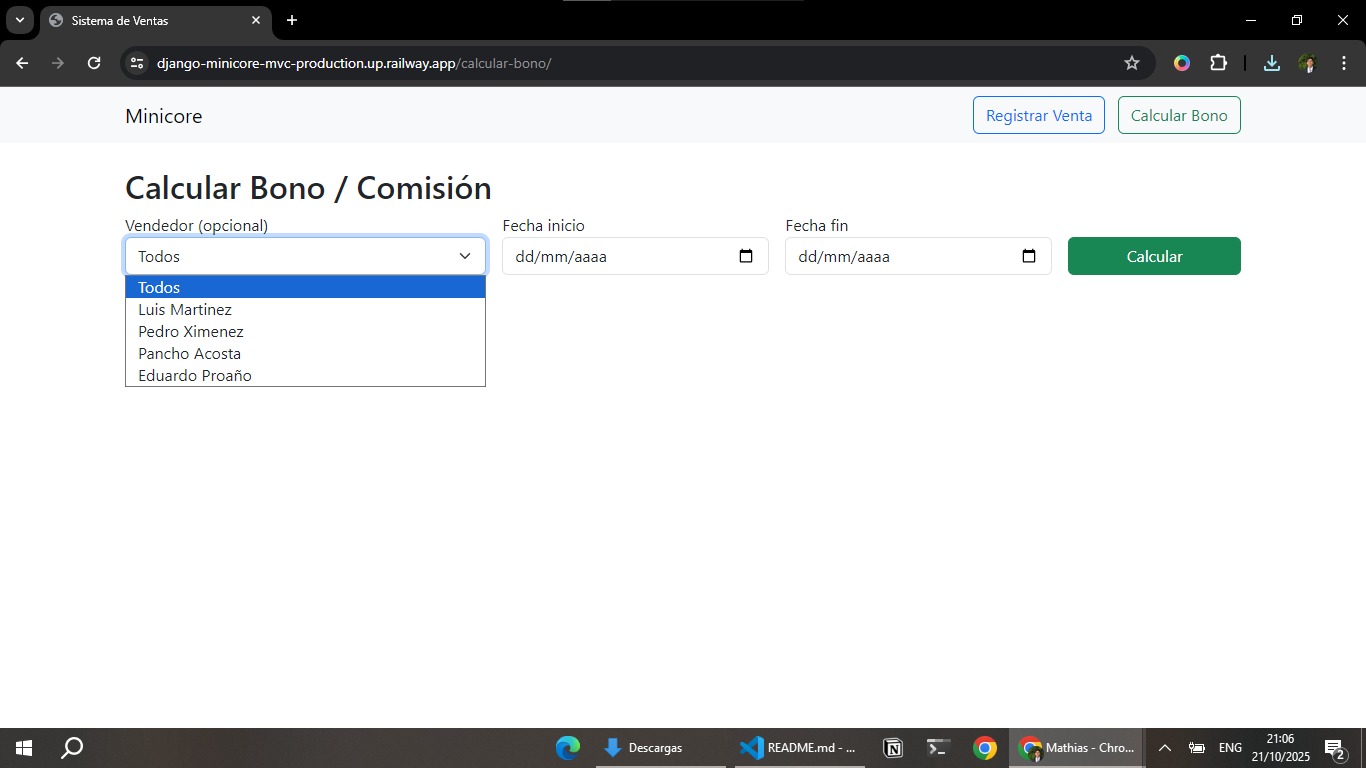 Sistema de Ventas
django-minicore-mvc-production.up.railway.app/calcular-bono/
Minicore
Registrar Venta
Calcular Bono
Calcular Bono / Comisión
Vendedor (opcional)
Fecha inicio
Fecha fin
Todos
dd/mm/aaaa
dd/mm/aaaa
Calcular
Todos
Luis Martinez
Pedro Ximenez
Pancho Acosta
Eduardo Proaño
Descargas
README.md - ...
Mathias - Chro...
ENG
21:06
21/10/2025
2